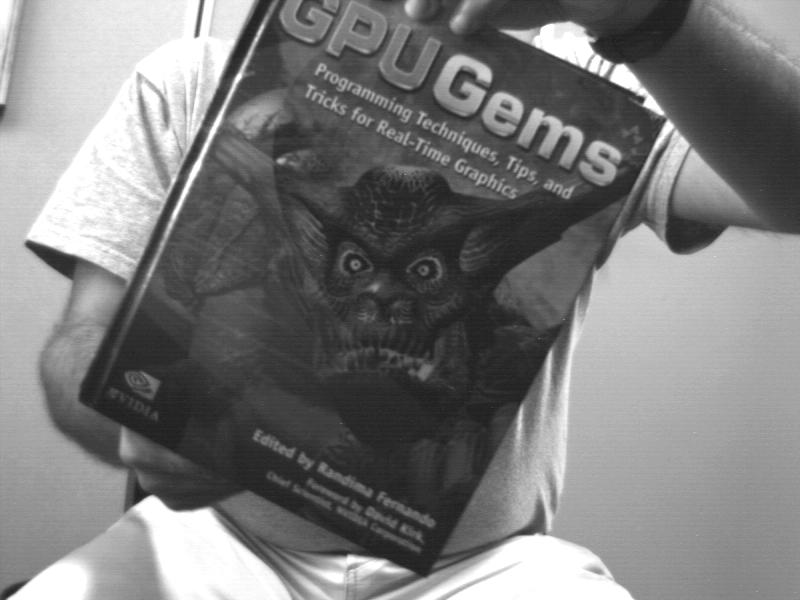 GPU Gems
Programming Techniques, Tips, and
Tricks for Real-Time Graphics
NVIDIA
Edited by Randima Fernando
Foreword by David Kirk,
Chief Scientist, NVIDIA Corporation